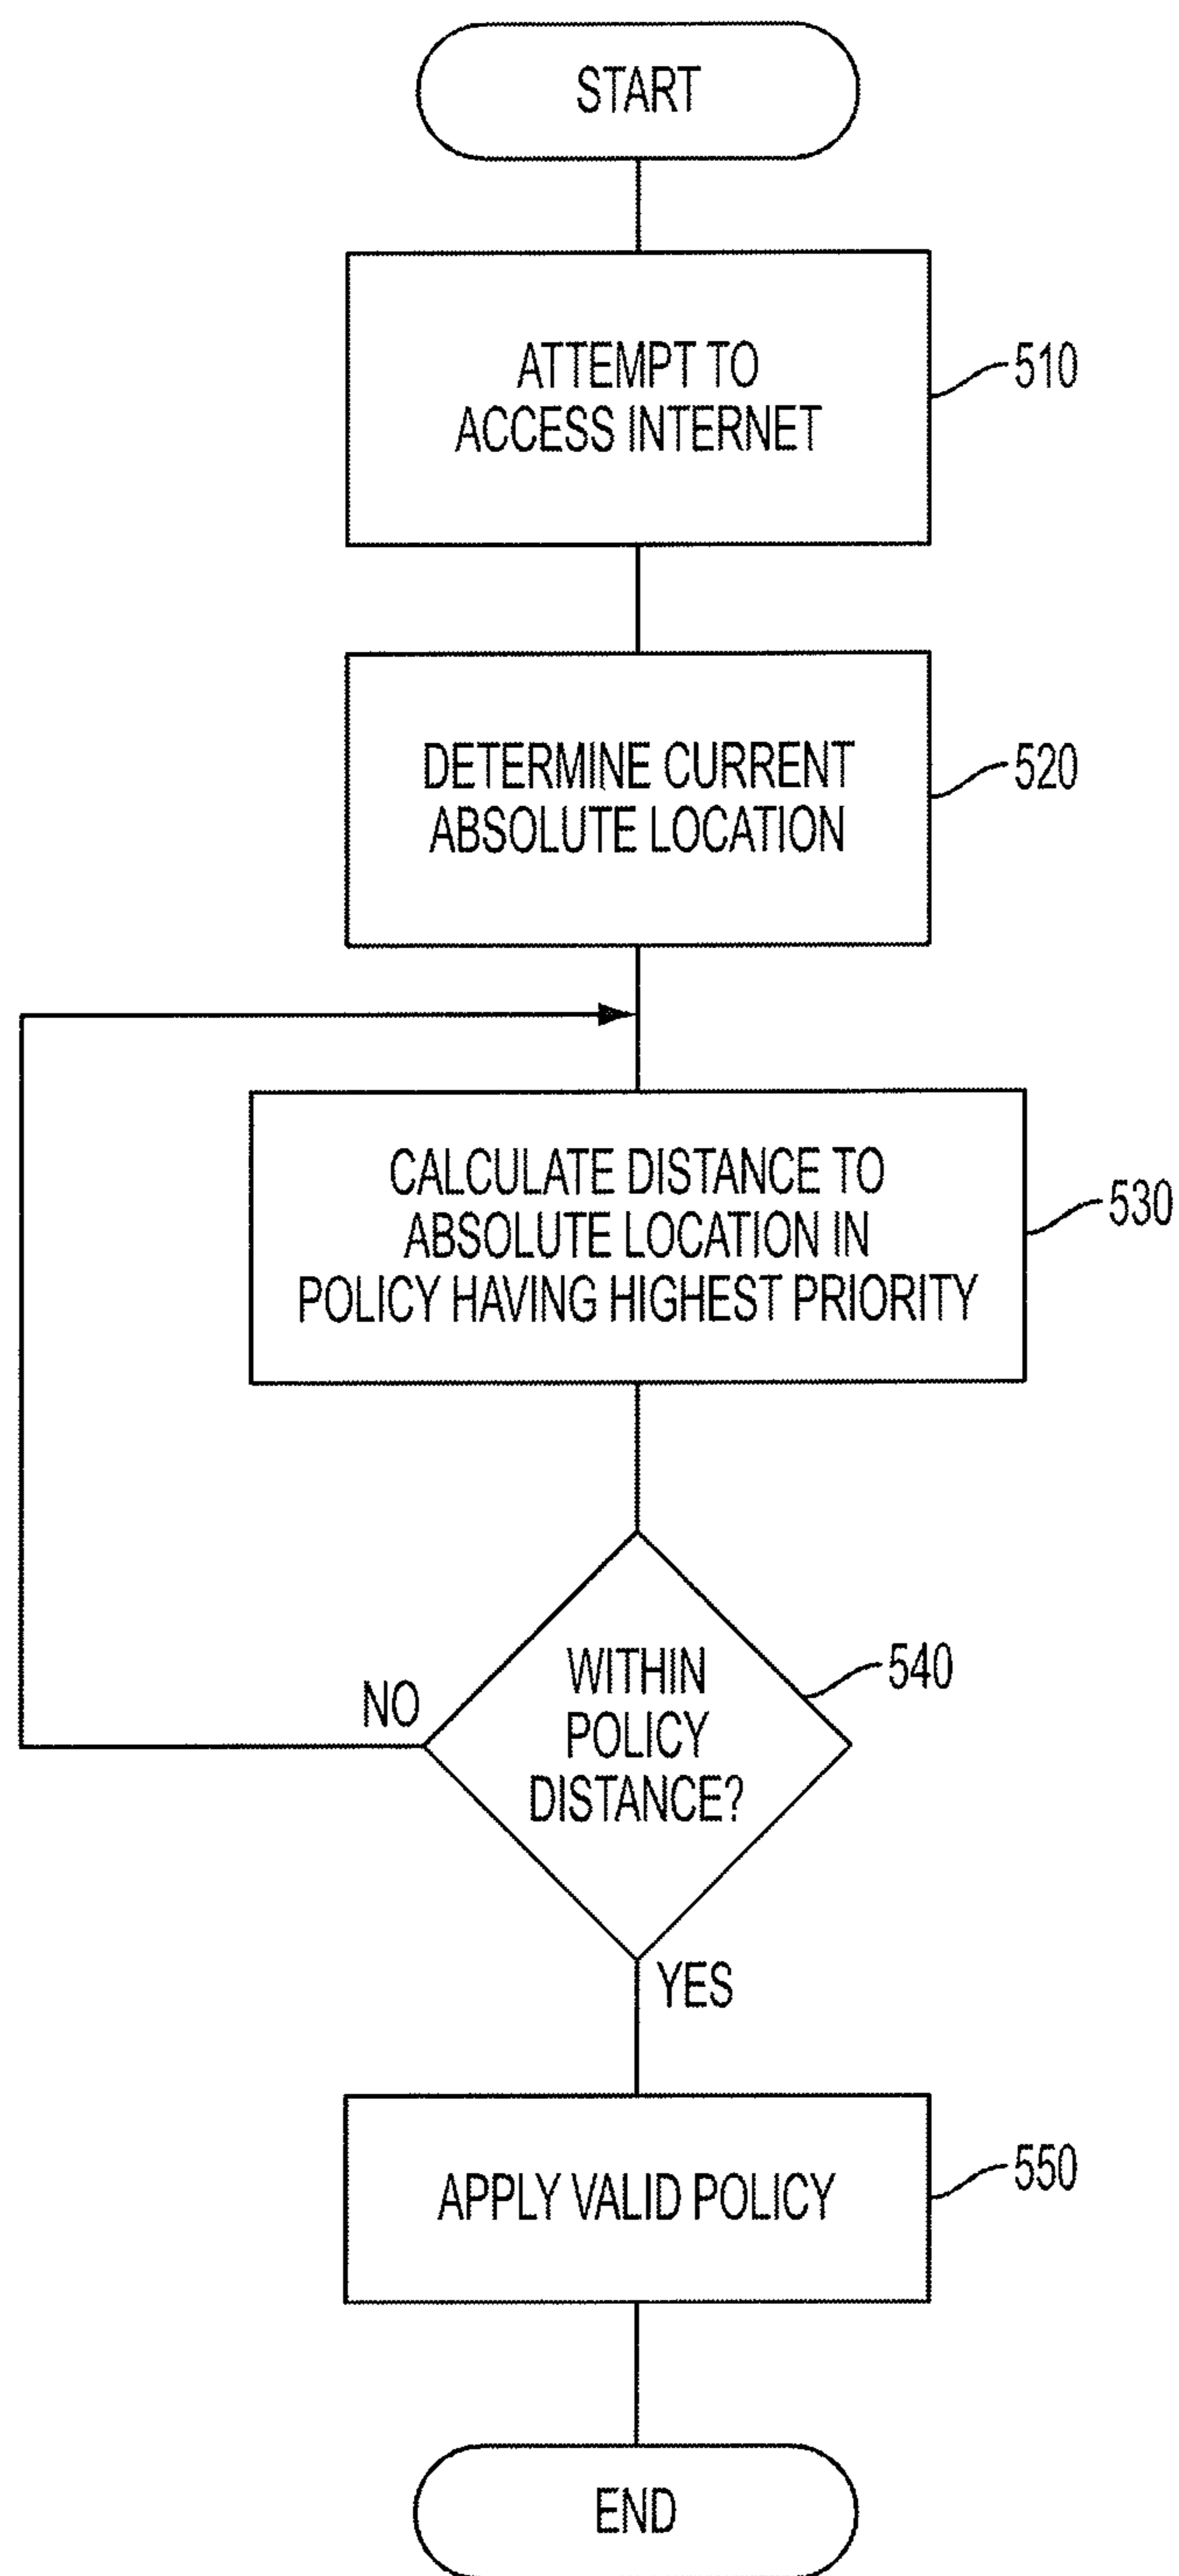 START
ATTEMPT TO
ACCESS INTERNET
510
DETERMINE CURRENT
ABSOLUTE LOCATION
520
CALCULATE DISTANCE TO
ABSOLUTE LOCATION IN
POLICY HAVING HIGHEST PRIORITY
530
WITHIN
POLICY
DISTANCE?
540
NO
YES
APPLY VALID POLICY
550
END